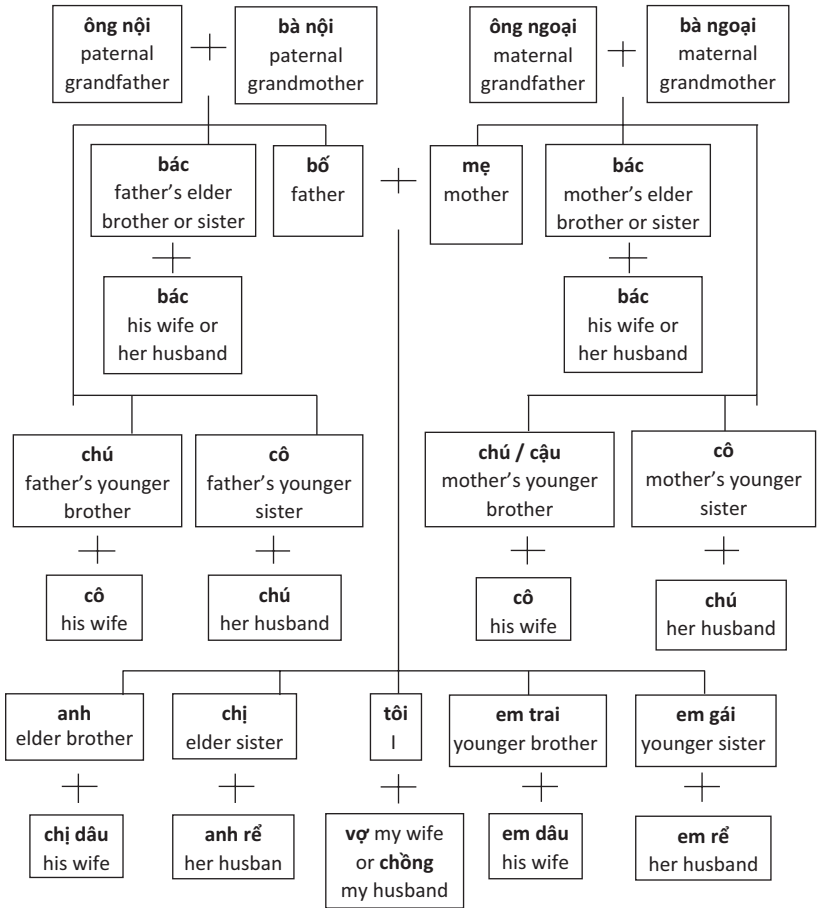 ông nội
paternal
grandfather
bà nội
paternal
grandmother
ông ngoại
maternal
grandfather
bà ngoại
maternal
grandmother
bác
father’s elder
brother or sister
bố
father
mẹ
mother
bác
mother’s elder
brother or sister
bác
his wife or
her husband
bác
his wife or
her husband
chú
father’s younger
brother
cô
father’s younger
sister
chú / cậu
mother’s younger
brother
cô
mother’s younger
sister
cô
his wife
chú
her husband
cô
his wife
chú
her husband
anh
elder brother
chị
elder sister
tôi
I
em trai
younger brother
em gái
younger sister
chị dâu
his wife
anh rể
her husban
vợ my wife
or chồng
my husband
em dâu
his wife
em rể
her husband